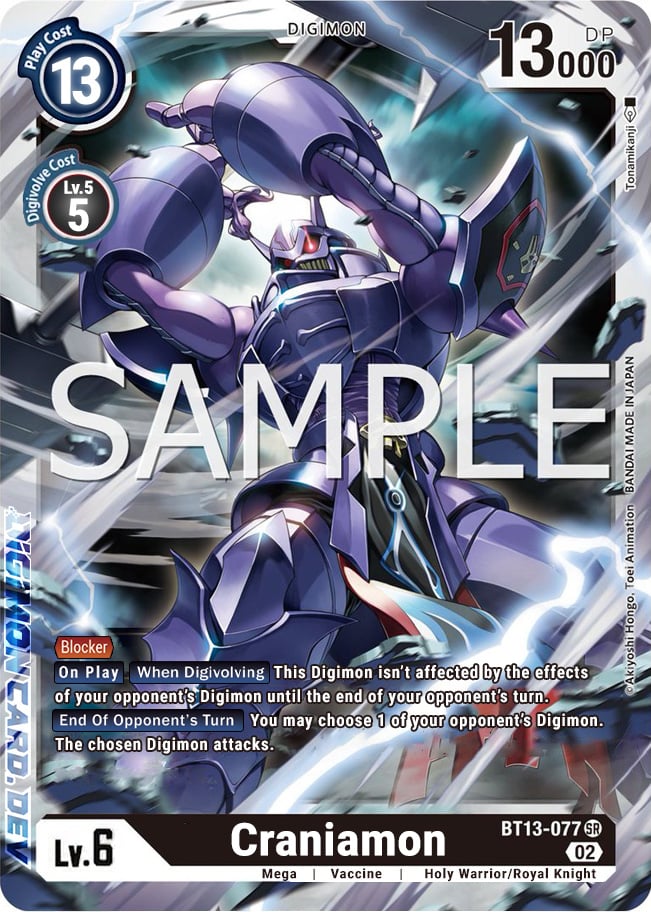 DIGIMON
Play Cost
13
DP
13000
Digivolve Cost
Lv.5
5
Tonamikanji
SAMPLE
©Akiyoshi Hongo, Toei Animation BANDAI MADE IN JAPAN
DIGIMON CARD.DEV
Blocker
On Play When Digivolving This Digimon isn't affected by the effects
of your opponent's Digimon until the end of your opponent's turn.
End Of Opponent's Turn You may choose 1 of your opponent's Digimon.
The chosen Digimon attacks.
Lv.6
Craniamon
BT13-077 SR
02
Mega | Vaccine | Holy Warrior/Royal Knight